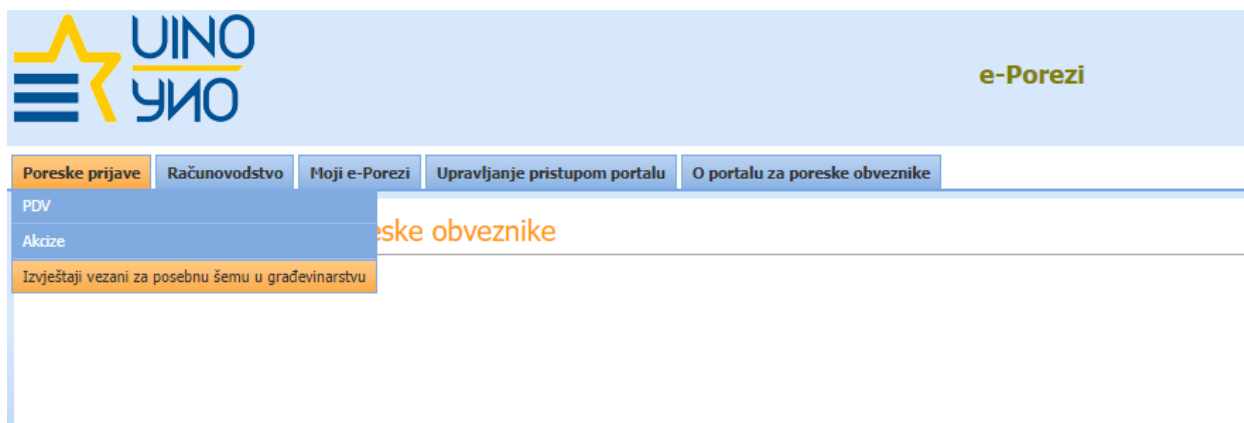 UINO
УИО
e-Porezi
Poreske prijave Računovodstvo Moji e-Porezi Upravljanje pristupom portalu O portalu za poreske obveznike
PDV
Akcize
eske obveznike
Izvještaji vezani za posebnu šemu u građevinarstvu